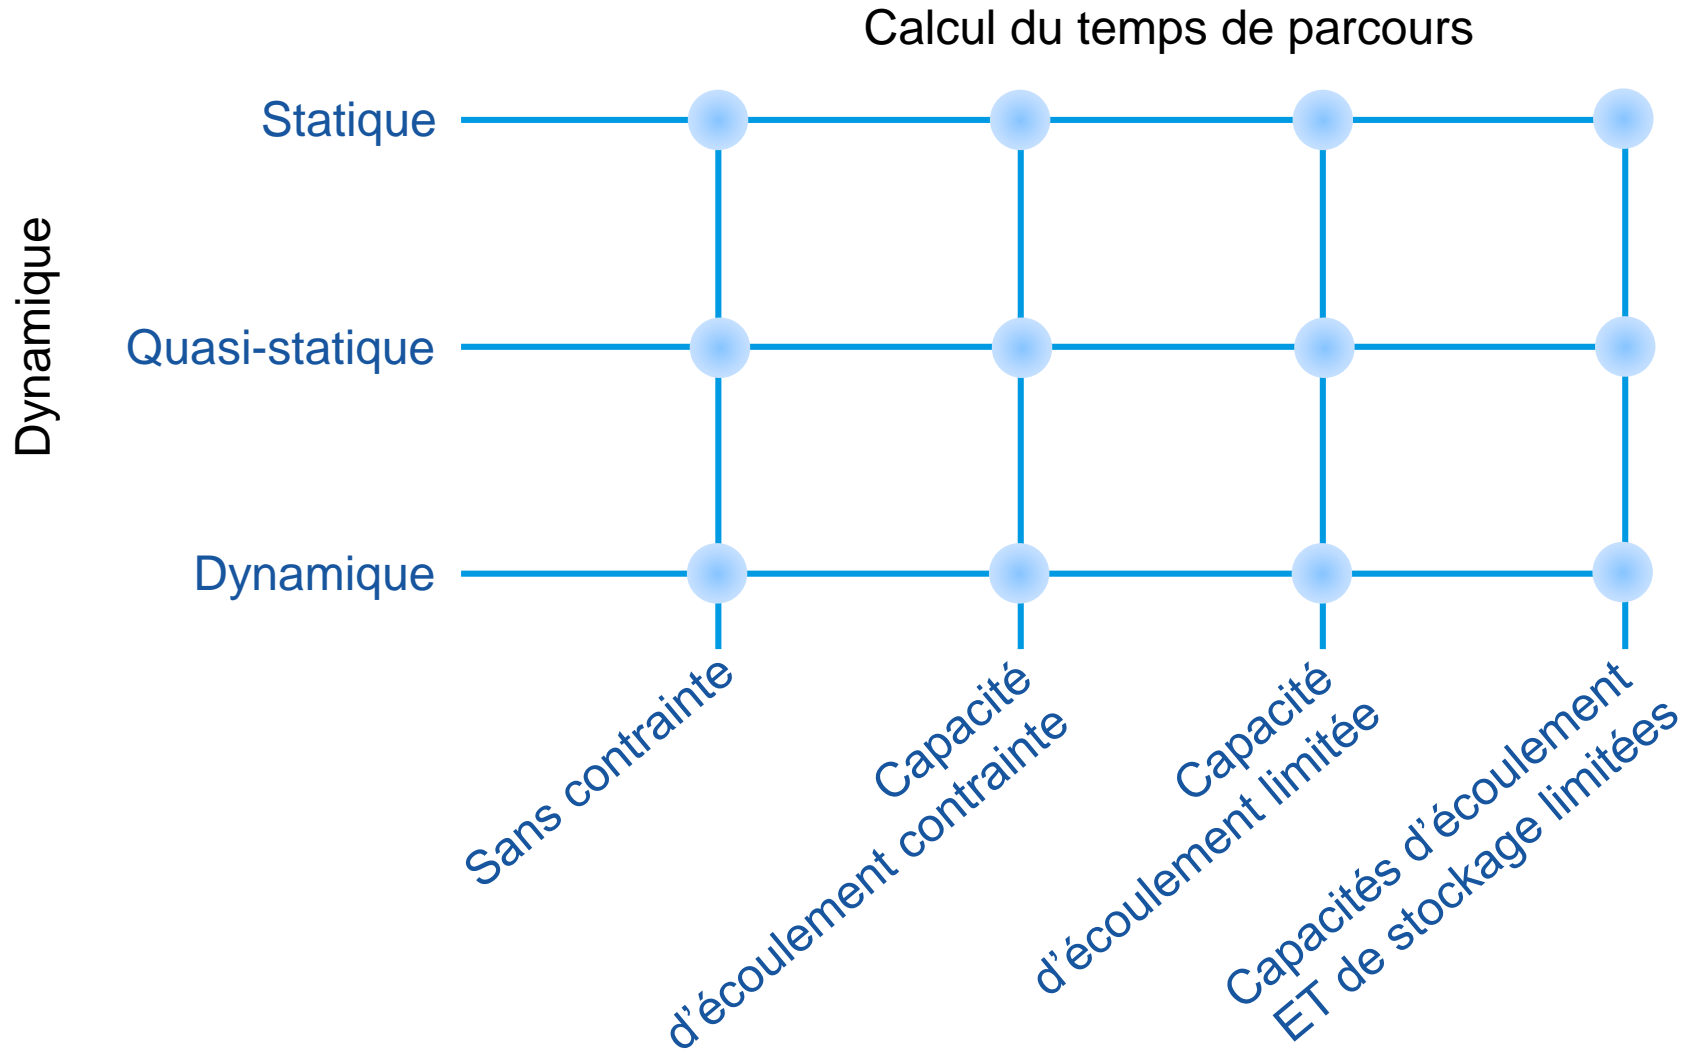 Calcul du temps de parcours
Dynamique
Statique
Quasi-statique
Dynamique
Sans contrainte
Capacité
d'écoulement contrainte
Capacité
d'écoulement limitée
Capacités d'écoulement
ET de stockage limitées